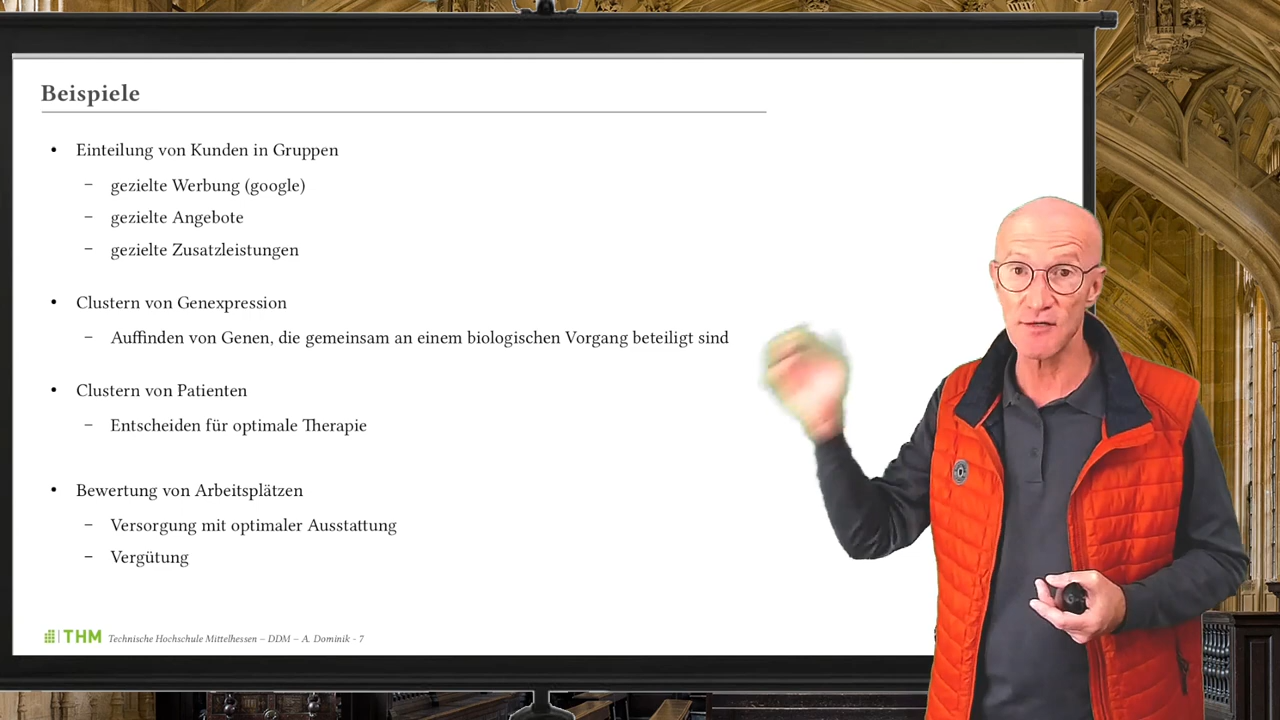 Beispiele
• Einteilung von Kunden in Gruppen
– gezielte Werbung (google)
– gezielte Angebote
– gezielte Zusatzleistungen
• Clustern von Genexpression
– Auffinden von Genen, die gemeinsam an einem biologischen Vorgang beteiligt sind
• Clustern von Patienten
– Entscheiden für optimale Therapie
• Bewertung von Arbeitsplätzen
– Versorgung mit optimaler Ausstattung
– Vergütung
THM Technische Hochschule Mittelhessen – DDM – A. Dominik - 7